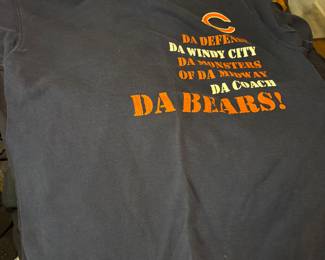 C
DA DEFENSE
DA WINDY CITY
DA MONSTERS
OF DA MIDWAY
DA COACH
DA BEARS!